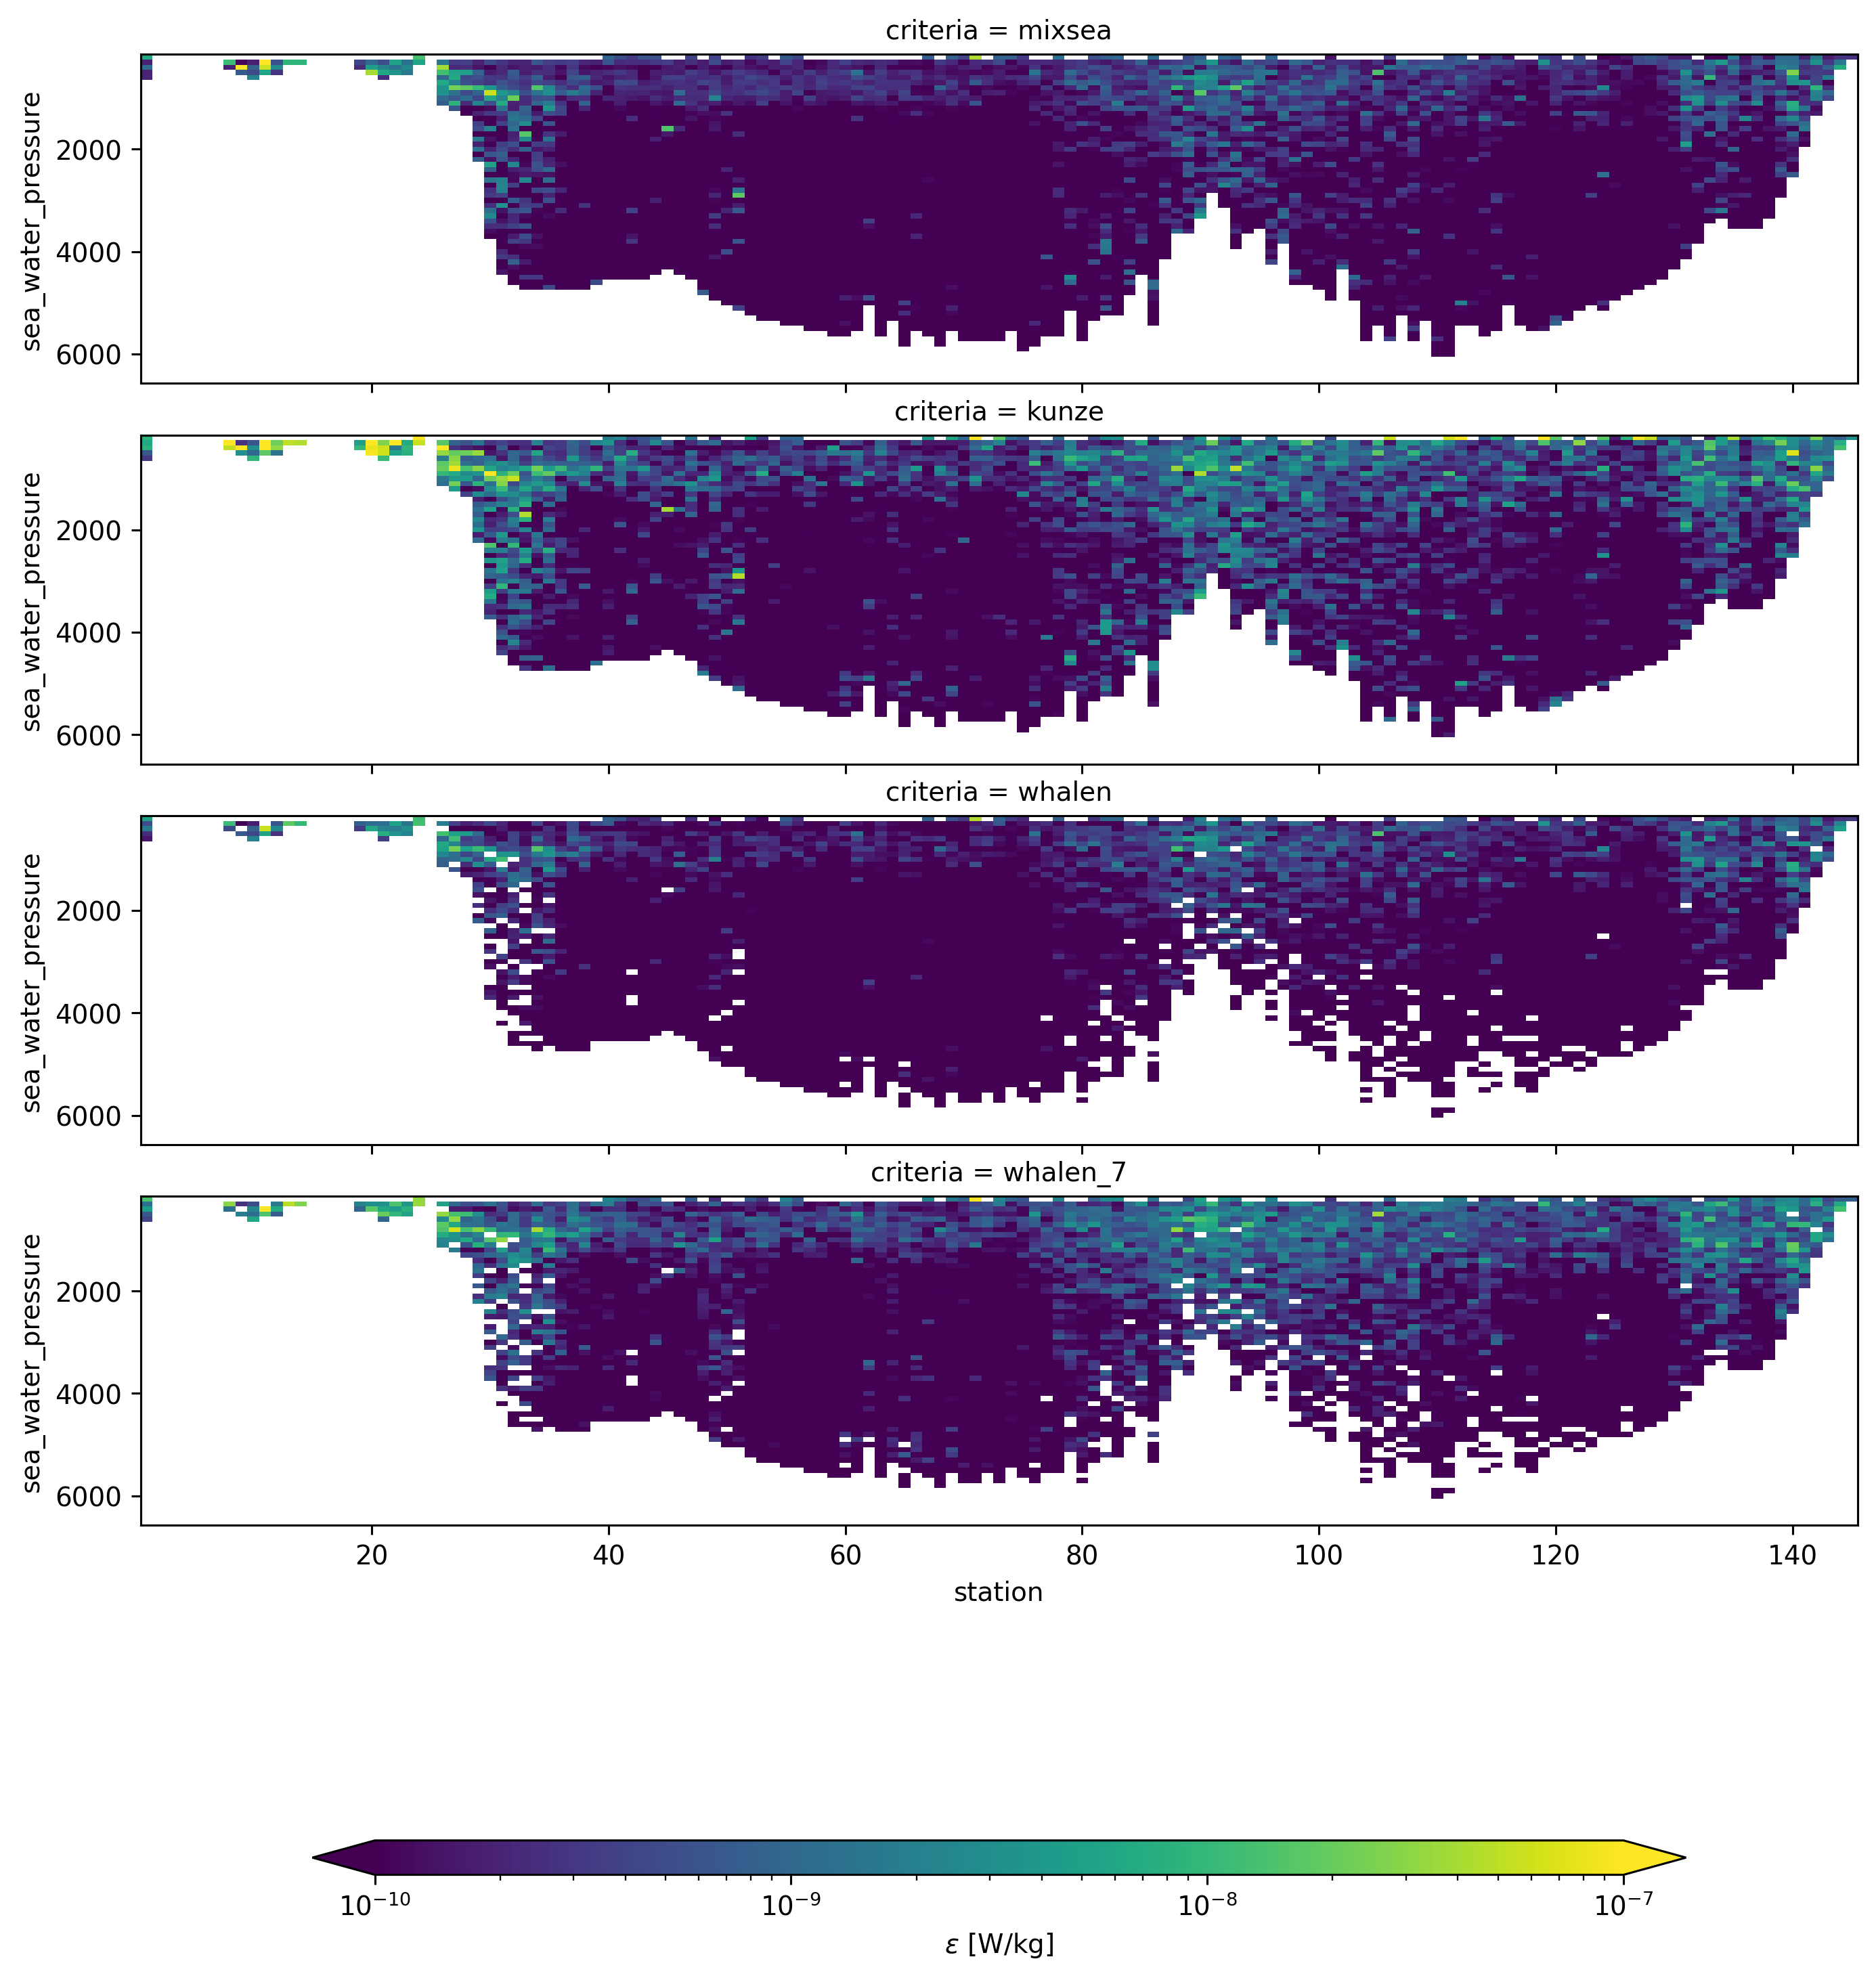 criteria = mixsea
sea_water_pressure
2000
4000
6000
criteria = kunze
sea_water_pressure
2000
4000
6000
criteria = whalen
sea_water_pressure
2000
4000
6000
criteria = whalen_7
sea_water_pressure
2000
4000
6000
20 40 60 80 100 120 140
station
10⁻¹⁰ 10⁻⁹ 10⁻⁸ 10⁻⁷
ε [W/kg]